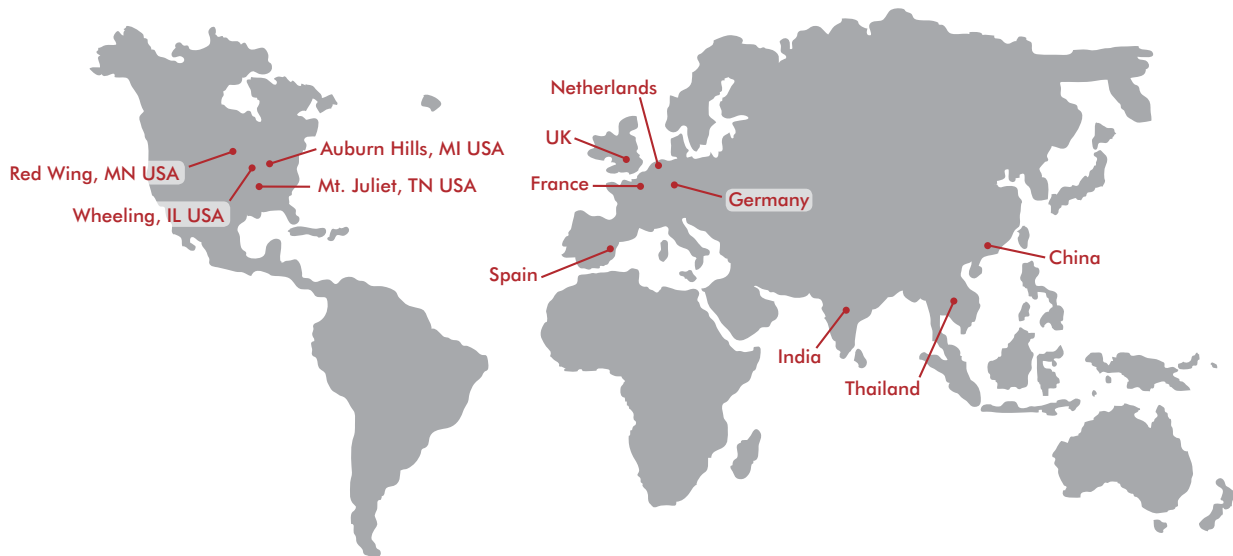 Netherlands
UK
Auburn Hills, MI USA
Red Wing, MN USA
Mt. Juliet, TN USA
France
Germany
Wheeling, IL USA
China
Spain
India
Thailand